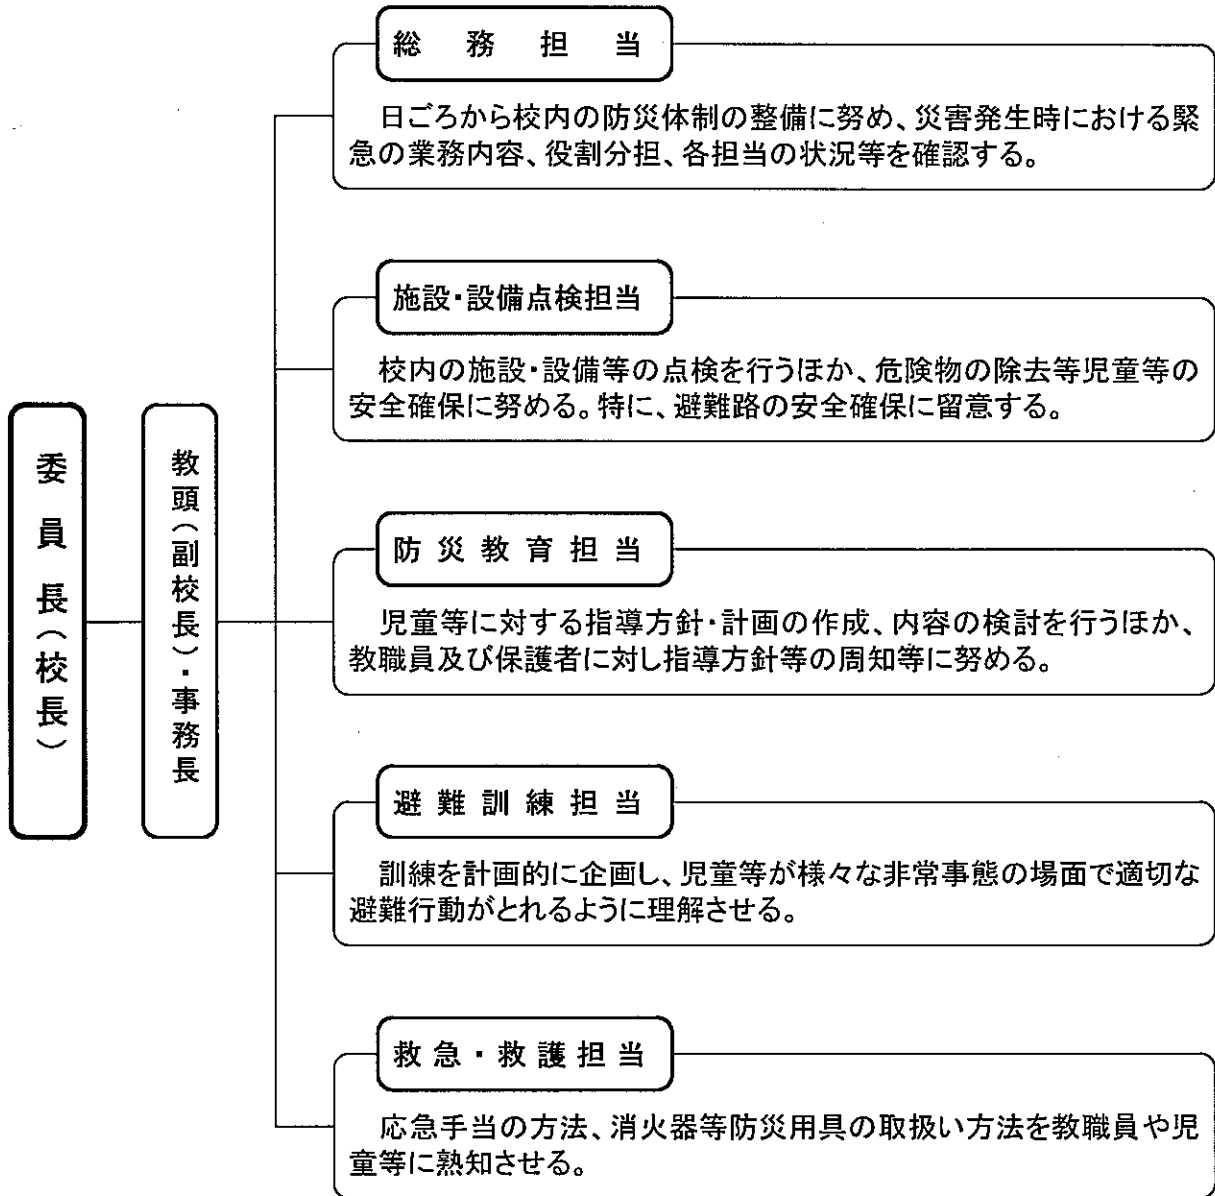 総務担当
日ごろから校内の防災体制の整備に努め、災害発生時における緊
急の業務内容、役割分担、各担当の状況等を確認する。
施設・設備点検担当
校内の施設・設備等の点検を行うほか、危険物の除去等児童等の
安全確保に努める。特に、避難路の安全確保に留意する。
委員長(校長)
教頭(副校長)・事務長
防災教育担当
児童等に対する指導方針・計画の作成、内容の検討を行うほか、
教職員及び保護者に対し指導方針等の周知等に努める。
避難訓練担当
訓練を計画的に企画し、児童等が様々な非常事態の場面で適切な
避難行動がとれるように理解させる。
救急・救護担当
応急手当の方法、消火器等防災用具の取扱い方法を教職員や児
童等に熟知させる。